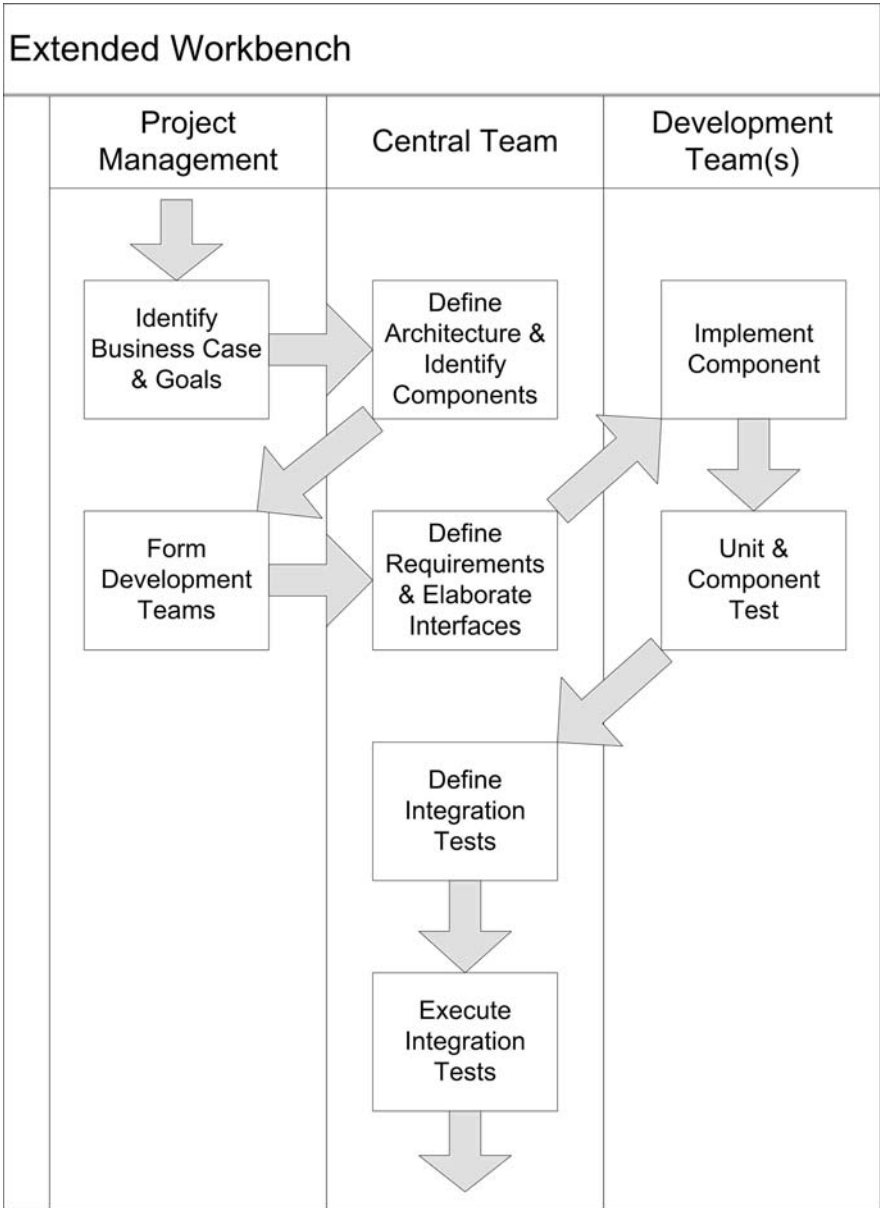 Extended Workbench
Project
Management
Central Team
Development
Team(s)
Identify
Business Case
& Goals
Define
Architecture &
Identify
Components
Implement
Component
Form
Development
Teams
Define
Requirements
& Elaborate
Interfaces
Unit &
Component
Test
Define
Integration
Tests
Execute
Integration
Tests